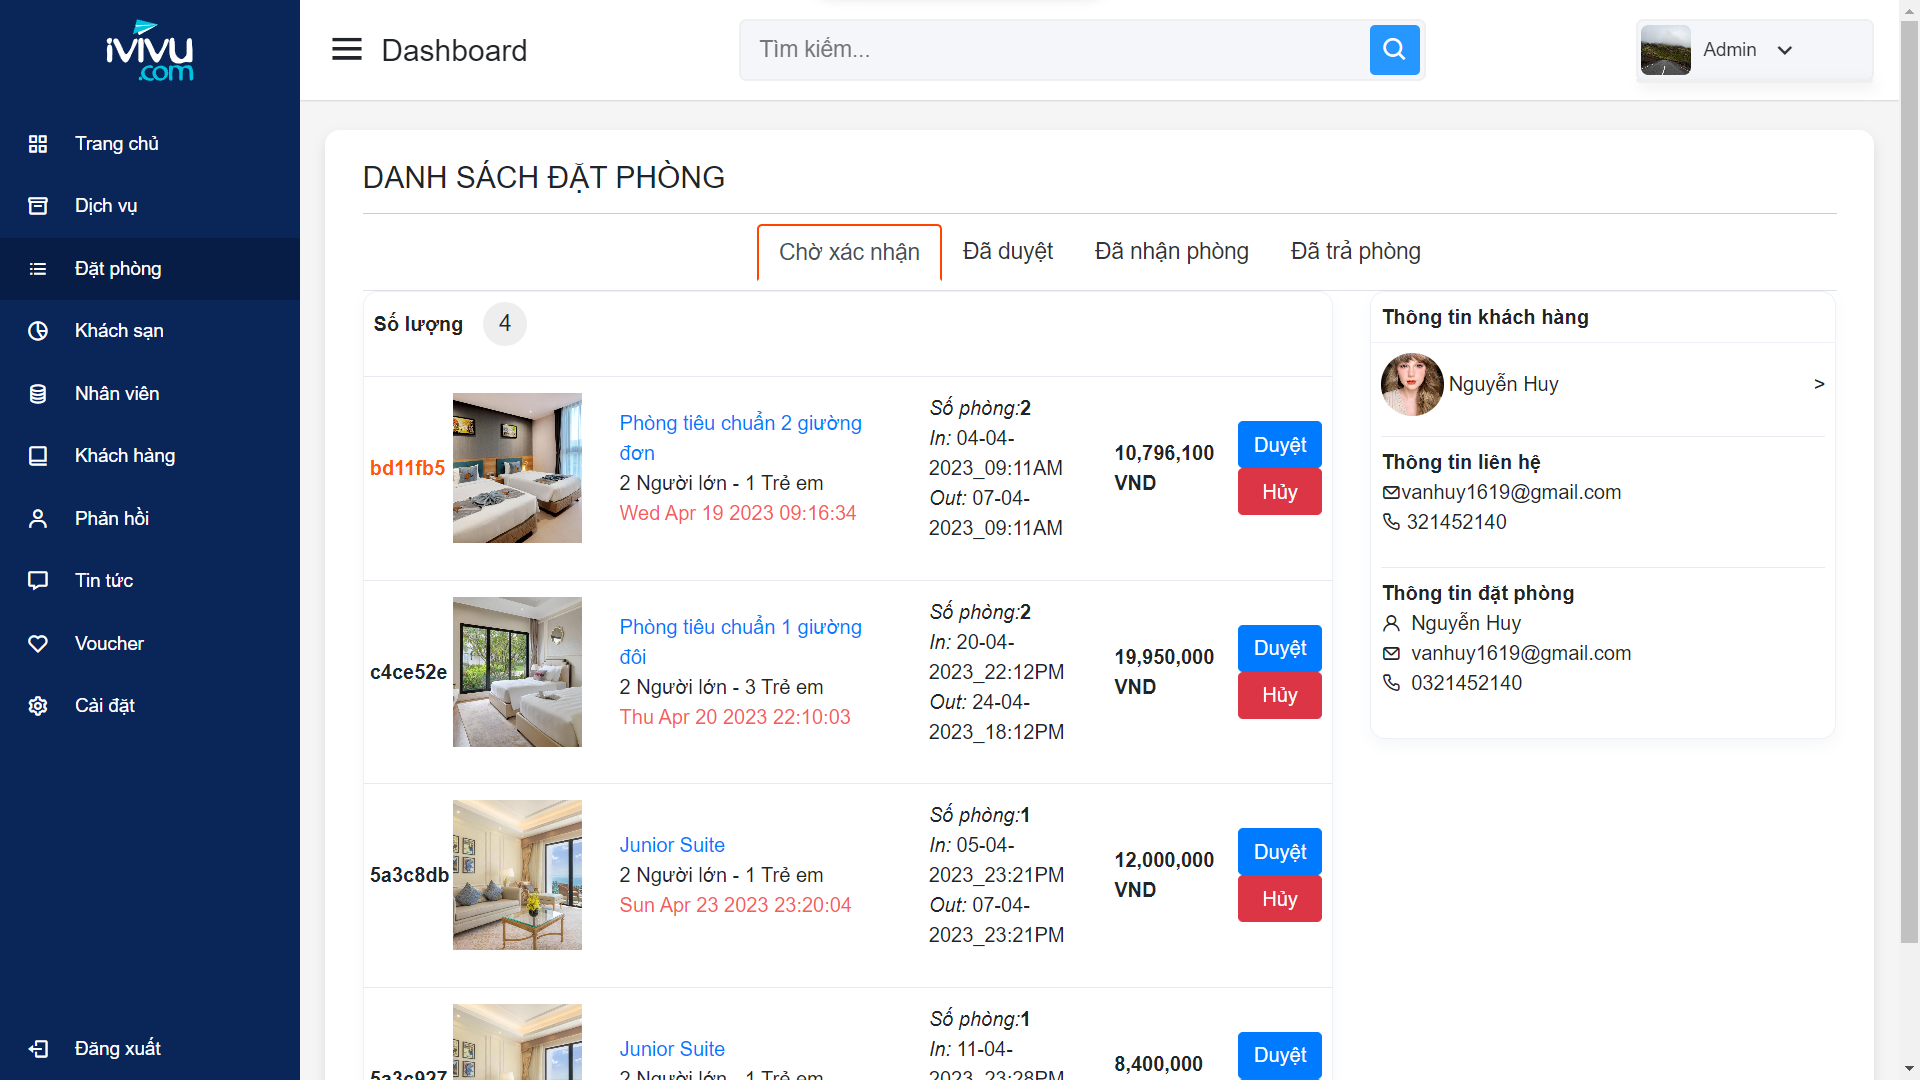 ivivu
.com
Dashboard
Tìm kiếm...
Admin
Trang chủ
Dịch vụ
Đặt phòng
Khách sạn
Nhân viên
Khách hàng
Phản hồi
Tin tức
Voucher
Cài đặt
Đăng xuất
DANH SÁCH ĐẶT PHÒNG
Chờ xác nhận
Đã duyệt
Đã nhận phòng
Đã trả phòng
Số lượng 4
bd11fb5
Phòng tiêu chuẩn 2 giường
đơn
2 Người lớn - 1 Trẻ em
Wed Apr 19 2023 09:16:34
Số phòng:2
In: 04-04-
2023_09:11AM
Out: 07-04-
2023_09:11AM
10,796,100
VND
Duyệt
Hủy
c4ce52e
Phòng tiêu chuẩn 1 giường
đôi
2 Người lớn - 3 Trẻ em
Thu Apr 20 2023 22:10:03
Số phòng:2
In: 20-04-
2023_22:12PM
Out: 24-04-
2023_18:12PM
19,950,000
VND
Duyệt
Hủy
5a3c8db
Junior Suite
2 Người lớn - 1 Trẻ em
Sun Apr 23 2023 23:20:04
Số phòng:1
In: 05-04-
2023_23:21PM
Out: 07-04-
2023_23:21PM
12,000,000
VND
Duyệt
Hủy
5a3c927
Junior Suite
2 Người lớn - 1 Trẻ em
Số phòng:1
In: 11-04-
2023_23:28PM
8,400,000
Duyệt
Thông tin khách hàng
Nguyễn Huy >
Thông tin liên hệ
vanhuy1619@gmail.com
321452140
Thông tin đặt phòng
Nguyễn Huy
vanhuy1619@gmail.com
0321452140